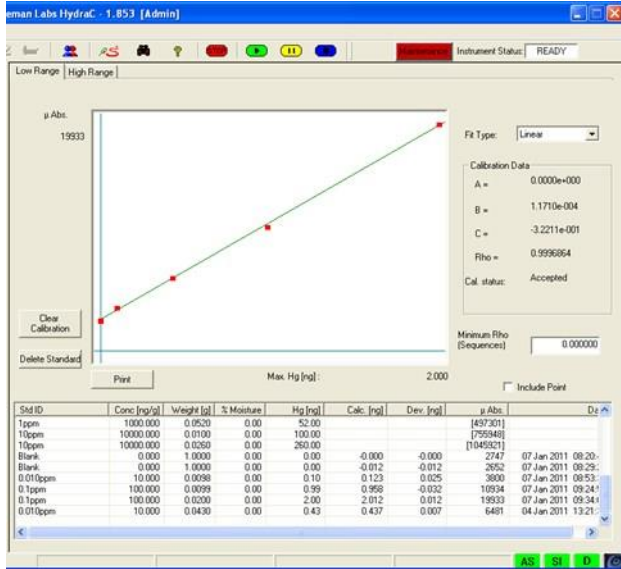 eman Labs HydraC - 1.853 [Admin]
Instrument Status: READY
Low Range High Range
µ Abs.
19933
Fit Type: Linear
Calibration Data
A = 0.0000e+000
B = 1.1710e-004
C = -3.2211e-001
Rho = 0.9996864
Cal. status: Accepted
Clear
Calibration
Delete Standard
Minimum Rho
(Sequences) 0.000000
Print Max. Hg [ng] : 2.000
Include Point
Std ID Conc [ng/g] Weight [g] % Moisture Hg [ng] Calc. [ng] Dev. [ng] µ Abs. Da
1ppm 1000.000 0.0520 0.00 52.00 [497301]
10ppm 10000.000 0.0100 0.00 100.00 [755948]
10ppm 10000.000 0.0260 0.00 260.00 [1045921]
Blank 0.000 1.0000 0.00 0.00 -0.000 -0.000 2747 07 Jan 2011 08:20:
Blank 0.000 1.0000 0.00 0.00 -0.012 -0.012 2652 07 Jan 2011 08:29:
0.010ppm 10.000 0.0098 0.00 0.10 0.123 0.025 3800 07 Jan 2011 08:53:
0.1ppm 100.000 0.0099 0.00 0.99 0.958 -0.032 10934 07 Jan 2011 09:24:
0.1ppm 100.000 0.0200 0.00 2.00 2.012 0.012 19933 07 Jan 2011 09:34:
0.010ppm 10.000 0.0430 0.00 0.43 0.437 0.007 6481 04 Jan 2011 13:21:
AS SI D